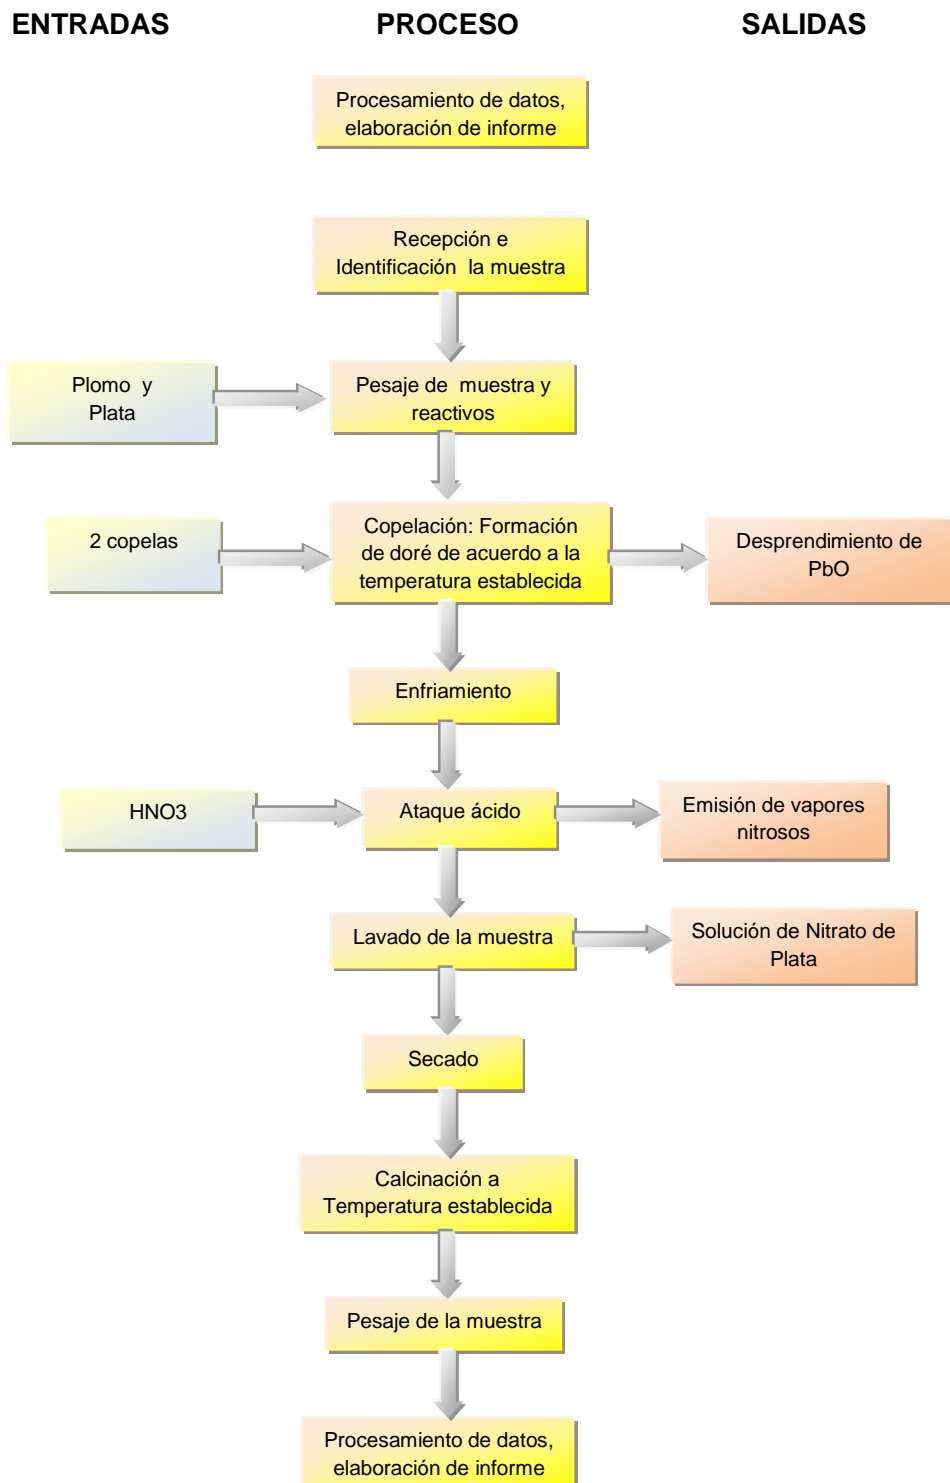 ENTRADAS
PROCESO
SALIDAS
Procesamiento de datos,
elaboración de informe
Recepción e
Identificación la muestra
Plomo y
Plata
Pesaje de muestra y
reactivos
2 copelas
Copelación: Formación
de doré de acuerdo a la
temperatura establecida
Desprendimiento de
PbO
Enfriamiento
HNO3
Ataque ácido
Emisión de vapores
nitrosos
Lavado de la muestra
Solución de Nitrato de
Plata
Secado
Calcinación a
Temperatura establecida
Pesaje de la muestra
Procesamiento de datos,
elaboración de informe